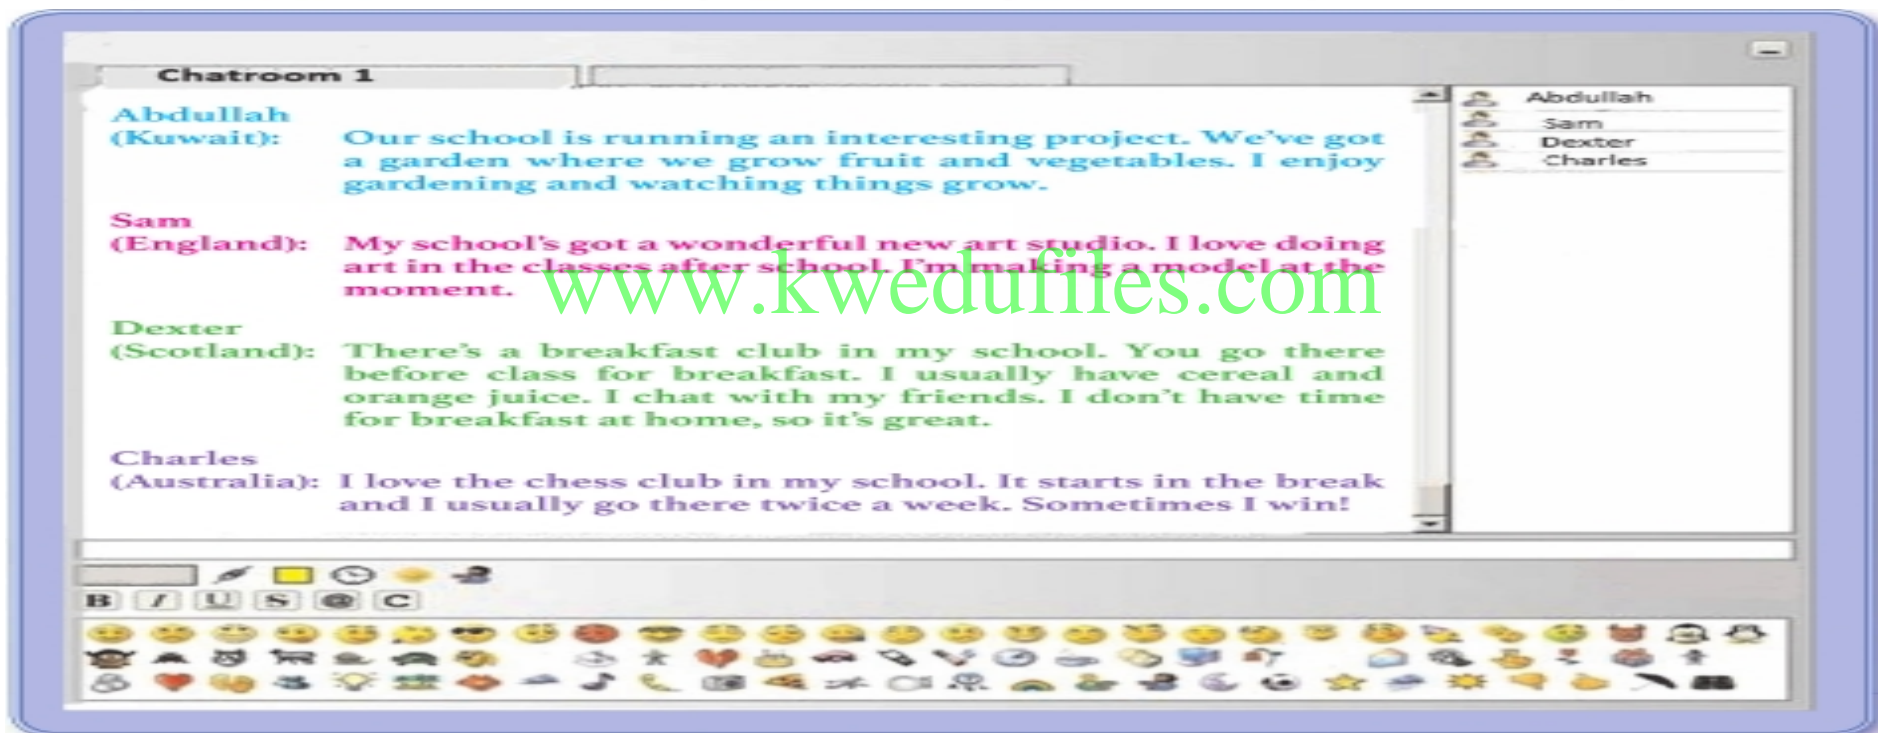 Chatroom 1
Abdullah
(Kuwait): Our school is running an interesting project. We've got
a garden where we grow fruit and vegetables. I enjoy
gardening and watching things grow.
Sam
(England): My school's got a wonderful new art studio. I love doing
art in the classes after school. I'm making a model at the
moment.
www.kwedufiles.com
Dexter
(Scotland): There's a breakfast club in my school. You go there
before class for breakfast. I usually have cereal and
orange juice. I chat with my friends. I don't have time
for breakfast at home, so it's great.
Charles
(Australia): I love the chess club in my school. It starts in the break
and I usually go there twice a week. Sometimes I win!
Abdullah
Sam
Dexter
Charles
B I U S @ C